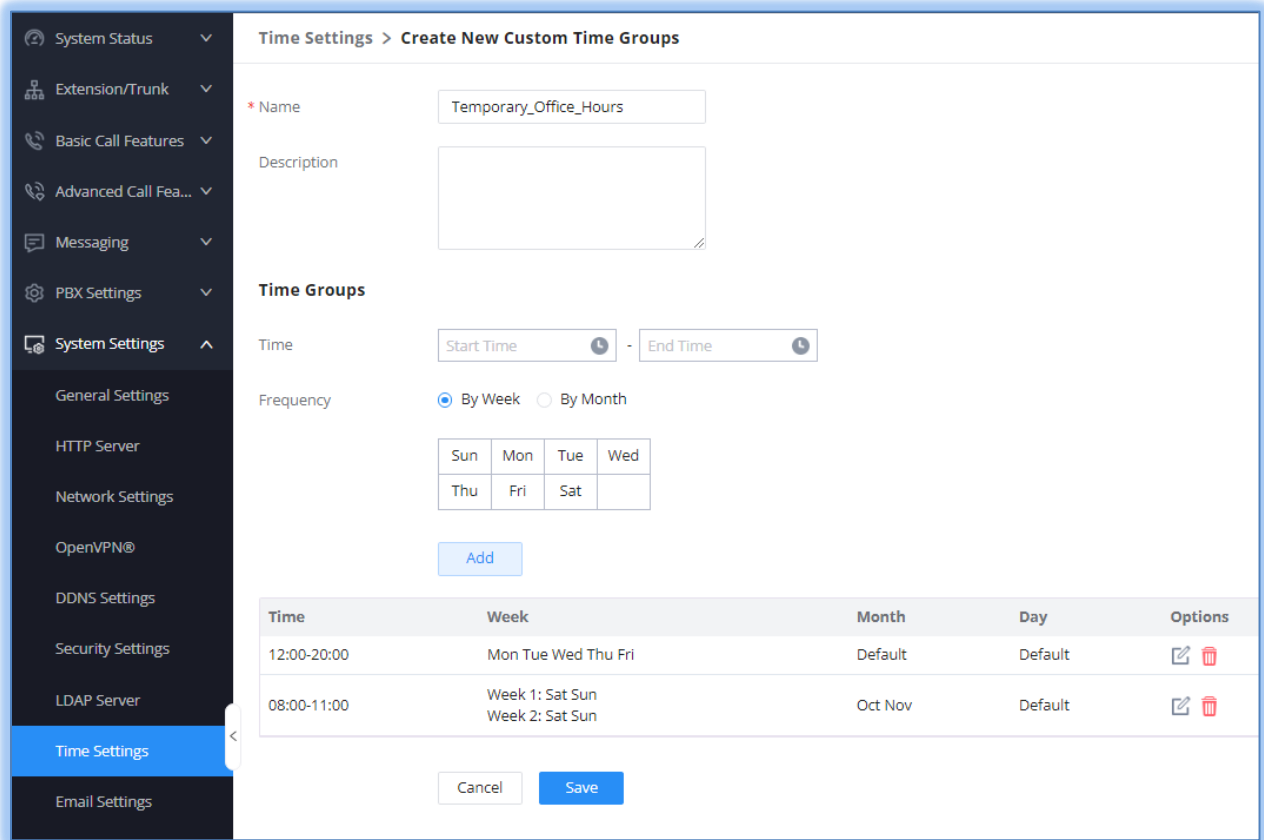 System Status
Extension/Trunk
Basic Call Features
Advanced Call Fea...
Messaging
PBX Settings
System Settings
General Settings
HTTP Server
Network Settings
OpenVPN®
DDNS Settings
Security Settings
LDAP Server
Time Settings
Email Settings
Time Settings > Create New Custom Time Groups
* Name Temporary_Office_Hours
Description
Time Groups
Time Start Time - End Time
Frequency By Week By Month
Sun Mon Tue Wed
Thu Fri Sat
Add
Time Week Month Day Options
12:00-20:00 Mon Tue Wed Thu Fri Default Default
08:00-11:00 Week 1: Sat Sun Oct Nov Default
Week 2: Sat Sun
Cancel Save